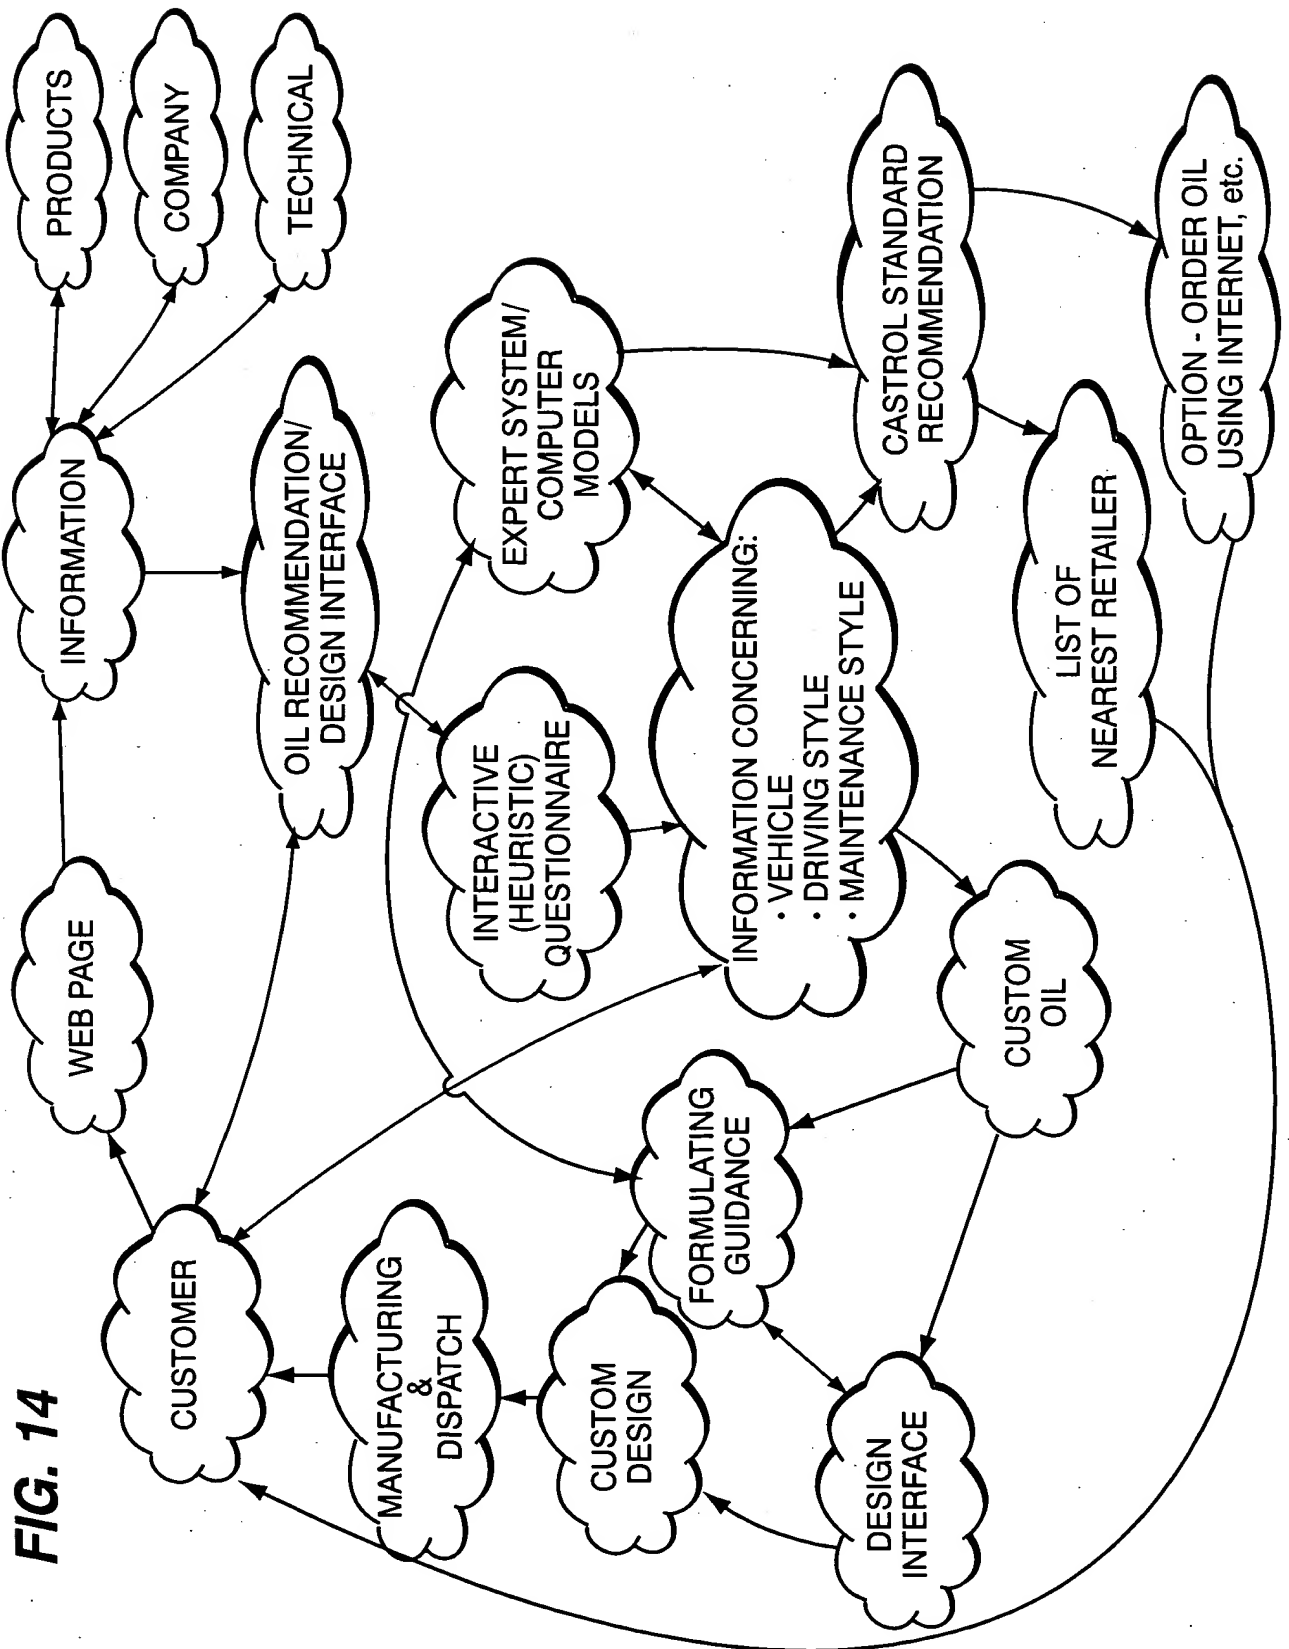 FIG. 14
CUSTOMER
WEB PAGE
INFORMATION
PRODUCTS
COMPANY
TECHNICAL
OIL RECOMMENDATION/
DESIGN INTERFACE
MANUFACTURING
&
DISPATCH
INTERACTIVE
(HEURISTIC)
QUESTIONNAIRE
EXPERT SYSTEM/
COMPUTER
MODELS
CUSTOM
DESIGN
FORMULATING
GUIDANCE
INFORMATION CONCERNING:
• VEHICLE
• DRIVING STYLE
• MAINTENANCE STYLE
CASTROL STANDARD
RECOMMENDATION
DESIGN
INTERFACE
CUSTOM
OIL
LIST OF
NEAREST RETAILER
OPTION - ORDER OIL
USING INTERNET, etc.